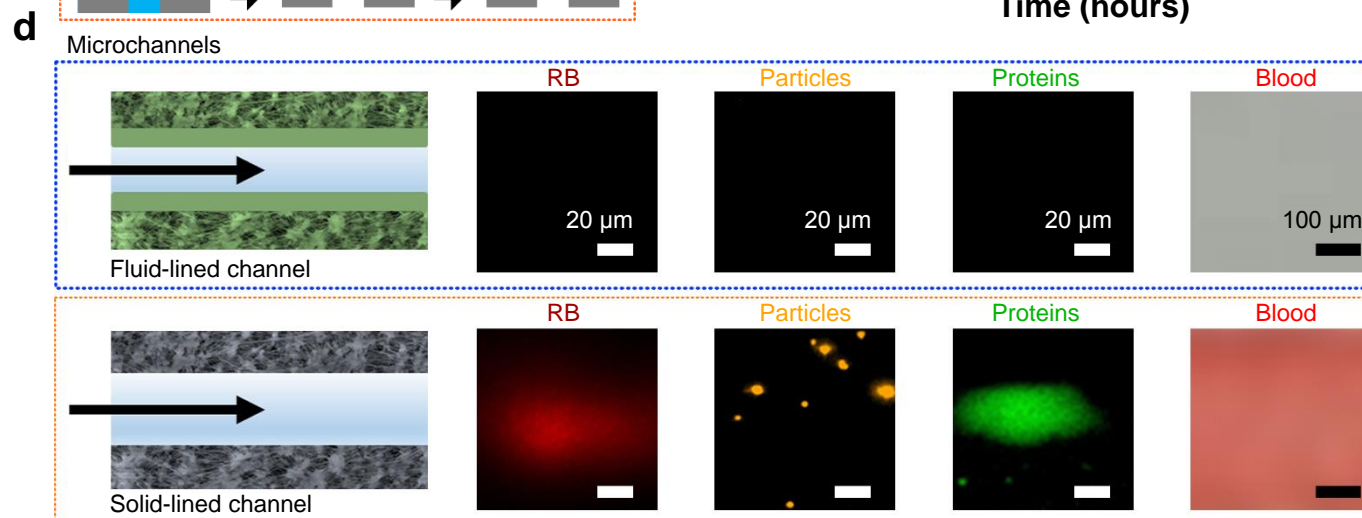 Time (hours)
d
Microchannels
RB Particles Proteins Blood
20 µm 20 µm 20 µm 100 µm
Fluid-lined channel
RB Particles Proteins Blood
Solid-lined channel